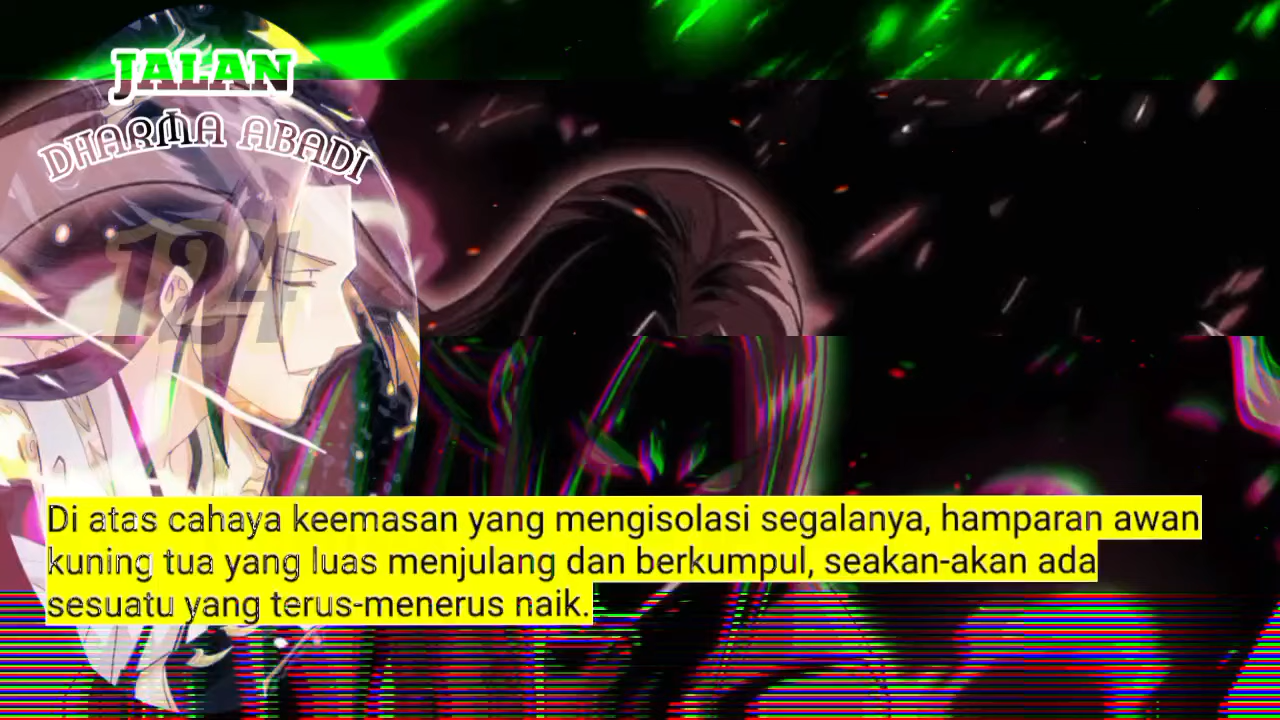 JALAN
DHARMA ABADI
124
Di atas cahaya keemasan yang mengisolasi segalanya, hamparan awan
kuning tua yang luas menjulang dan berkumpul, seakan-akan ada
sesuatu yang terus-menerus naik.